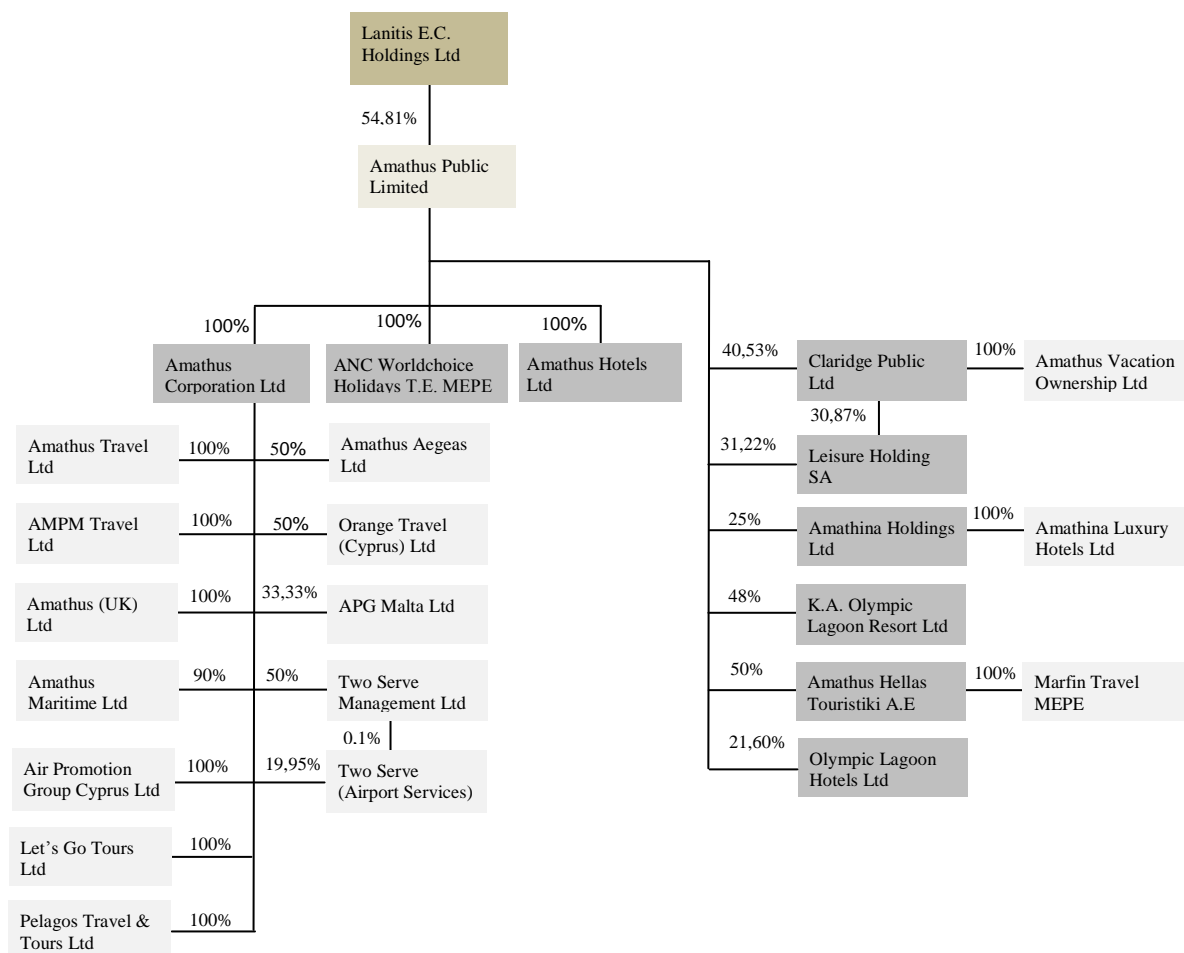 Lanitis E.C.
Holdings Ltd
54,81%
Amathus Public
Limited
100%
100%
100%
Amathus
Corporation Ltd
ANC Worldchoice
Holidays T.E. MEPE
Amathus Hotels
Ltd
40,53%
Claridge Public
Ltd
100%
Amathus Vacation
Ownership Ltd
30,87%
31,22%
Leisure Holding
SA
25%
Amathina Holdings
Ltd
100%
Amathina Luxury
Hotels Ltd
48%
K.A. Olympic
Lagoon Resort Ltd
50%
Amathus Hellas
Touristiki A.E
100%
Marfin Travel
MEPE
21,60%
Olympic Lagoon
Hotels Ltd
Amathus Travel
Ltd
100%
50%
Amathus Aegeas
Ltd
AMPM Travel
Ltd
100%
50%
Orange Travel
(Cyprus) Ltd
Amathus (UK)
Ltd
100%
33,33%
APG Malta Ltd
Amathus
Maritime Ltd
90%
50%
Two Serve
Management Ltd
0.1%
Air Promotion
Group Cyprus Ltd
100%
19,95%
Two Serve
(Airport Services)
Let's Go Tours
Ltd
100%
Pelagos Travel &
Tours Ltd
100%